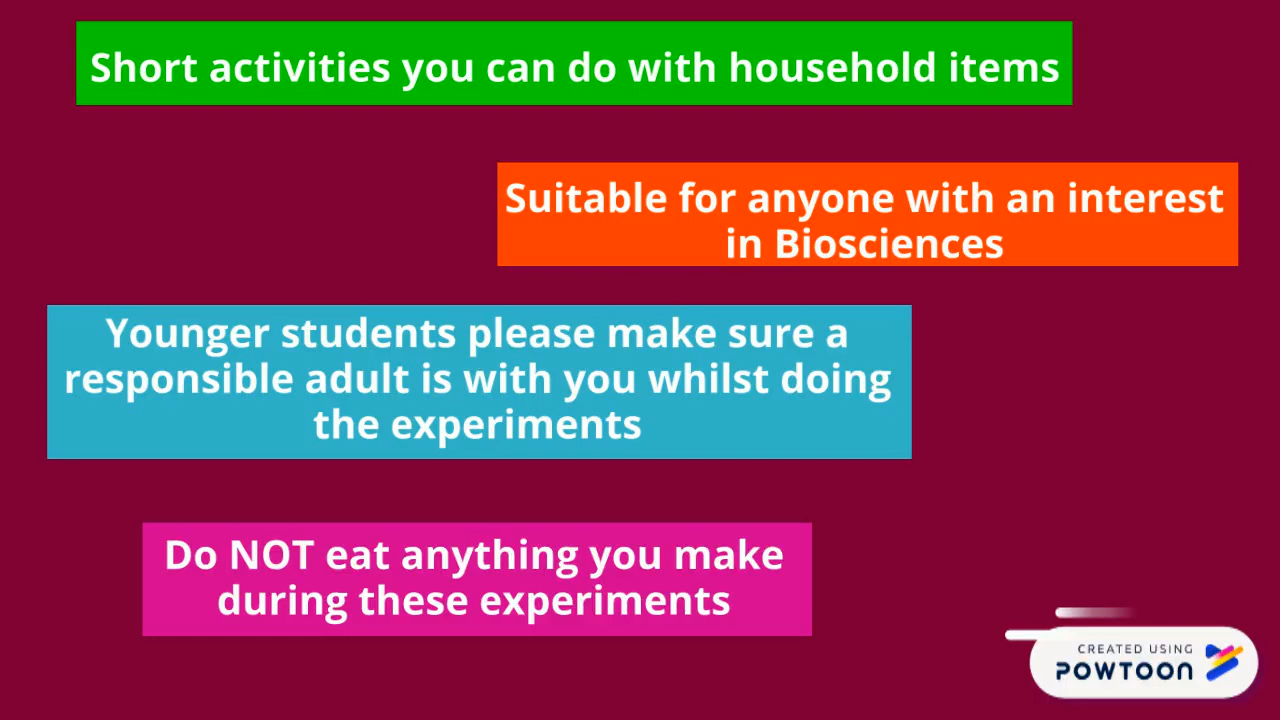 Short activities you can do with household items
Suitable for anyone with an interest
in Biosciences
Younger students please make sure a
responsible adult is with you whilst doing
the experiments
Do NOT eat anything you make
during these experiments
CREATED USING
POWTOON